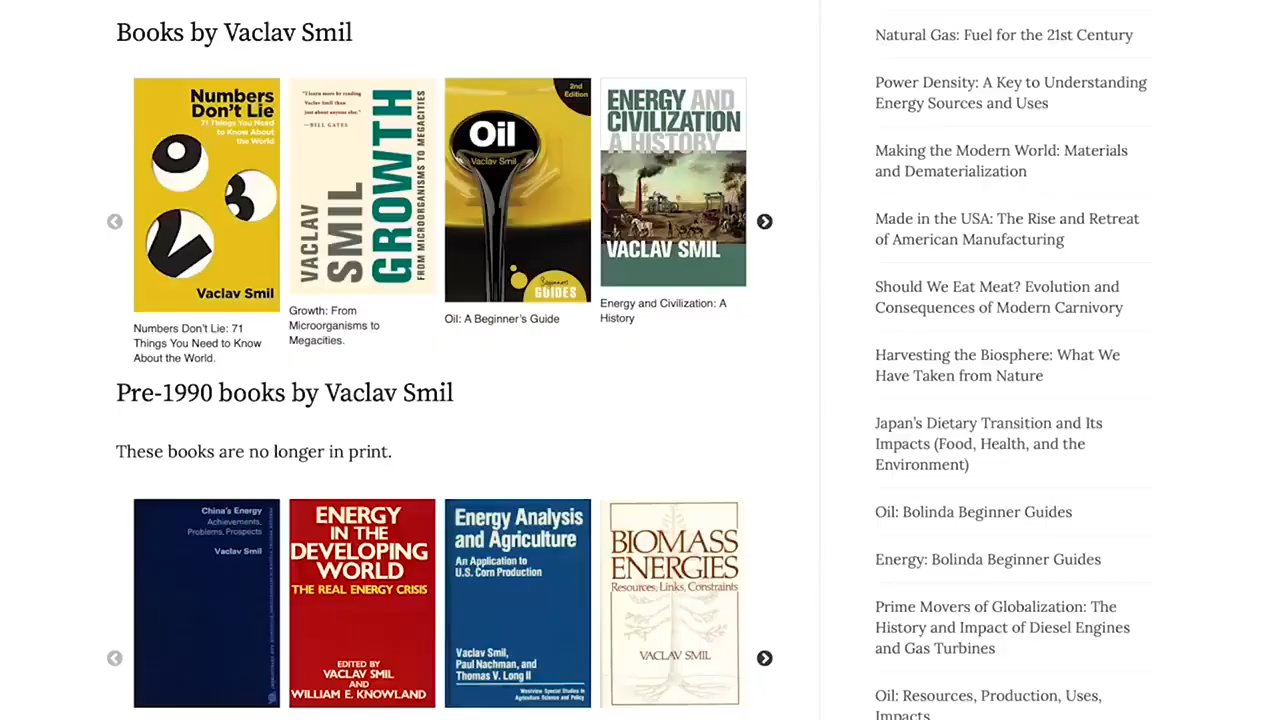 Books by Vaclav Smil
Numbers
Don't Lie
71 Things You Need
to Know About
the World
Vaclav Smil
"I learn more by reading
Vaclav Smil than
just about anyone else."
—BILL GATES
VACLAV
SMIL
GROWTH
FROM MICROORGANISMS TO MEGACITIES
2nd
Edition
Oil
Vaclav Smil
Beginners
GUIDES
ENERGY AND
CIVILIZATION
A HISTORY
VACLAV SMIL
Numbers Don't Lie: 71
Things You Need to Know
About the World.
Growth: From
Microorganisms to
Megacities.
Oil: A Beginner's Guide
Energy and Civilization: A
History
Pre-1990 books by Vaclav Smil
These books are no longer in print.
China's Energy
Achievements,
Problems, Prospects
Vaclav Smil
ENERGY
IN THE
DEVELOPING
WORLD
THE REAL ENERGY CRISIS
EDITED BY
VACLAV SMIL
AND
WILLIAM E. KNOWLAND
Energy Analysis
and Agriculture
An Application to
U.S. Corn Production
Vaclav Smil,
Paul Nachman, and
Thomas V. Long II
Westview Special Studies in
Agriculture Science and Policy
BIOMASS
ENERGIES
Resources, Links, Constraints
VACLAV SMIL
Natural Gas: Fuel for the 21st Century
Power Density: A Key to Understanding
Energy Sources and Uses
Making the Modern World: Materials
and Dematerialization
Made in the USA: The Rise and Retreat
of American Manufacturing
Should We Eat Meat? Evolution and
Consequences of Modern Carnivory
Harvesting the Biosphere: What We
Have Taken from Nature
Japan's Dietary Transition and Its
Impacts (Food, Health, and the
Environment)
Oil: Bolinda Beginner Guides
Energy: Bolinda Beginner Guides
Prime Movers of Globalization: The
History and Impact of Diesel Engines
and Gas Turbines
Oil: Resources, Production, Uses,
Impacts